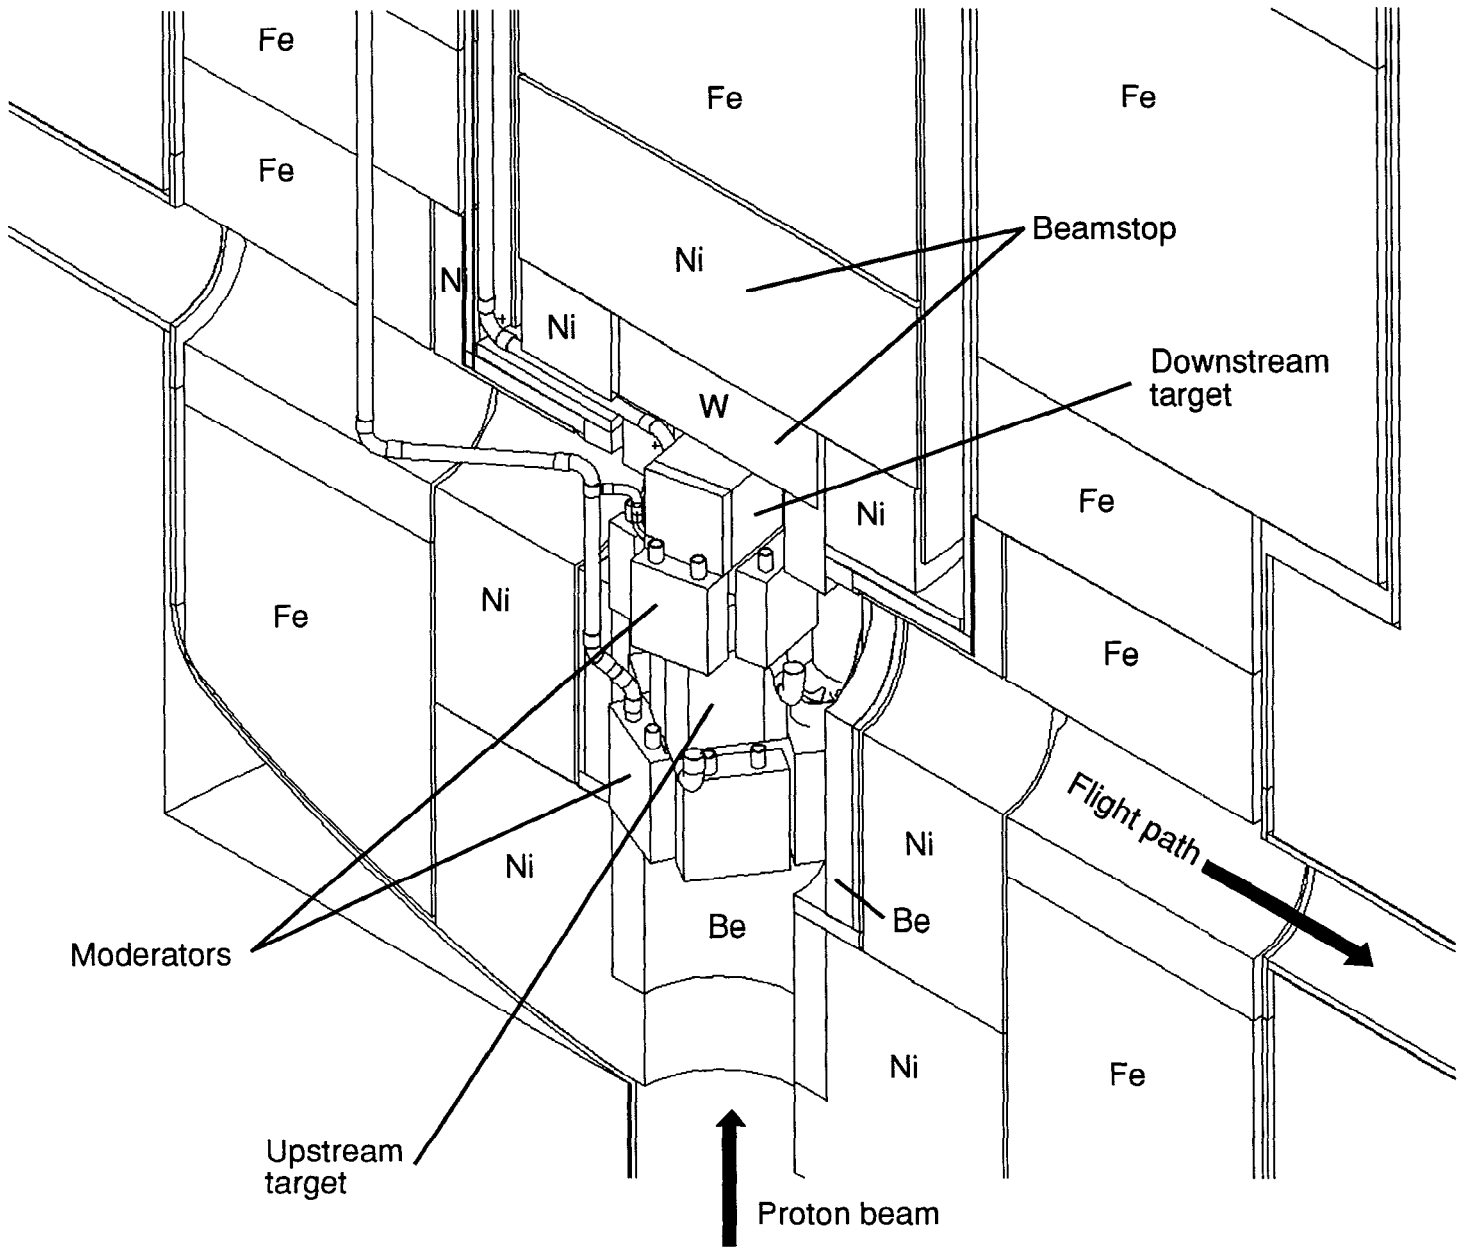 Fe
Fe
Fe
Fe
Beamstop
Ni
Ni
Ni
Downstream
target
W
Fe
Ni
Ni
Fe
Fe
Flight path
Ni
Ni
Be
Be
Moderators
Ni
Fe
Upstream
target
Proton beam